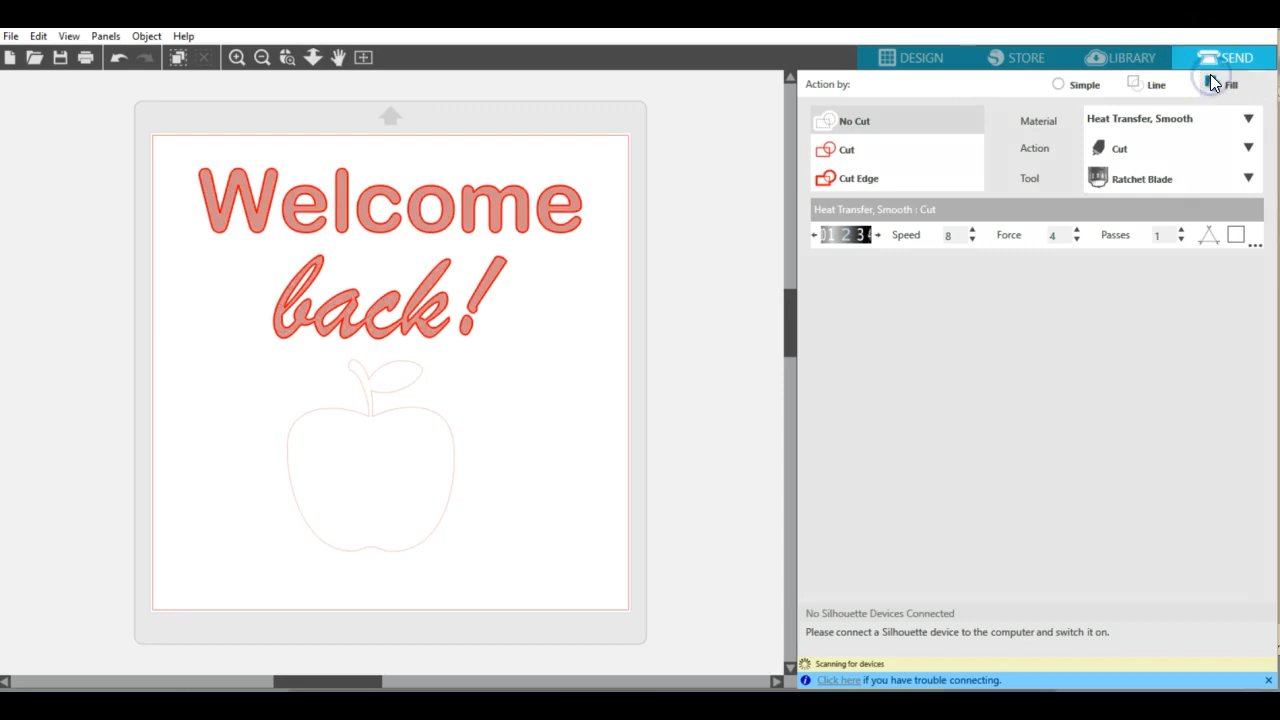 File Edit View Panels Object Help
DESIGN STORE LIBRARY SEND
Action by: Simple Line Fill
No Cut Material Heat Transfer, Smooth
Cut Action Cut
Cut Edge Tool Ratchet Blade
Heat Transfer, Smooth : Cut
1 2 3 Speed 8 Force 4 Passes 1
Welcome
back!
No Silhouette Devices Connected
Please connect a Silhouette device to the computer and switch it on.
Scanning for devices
Click here if you have trouble connecting.